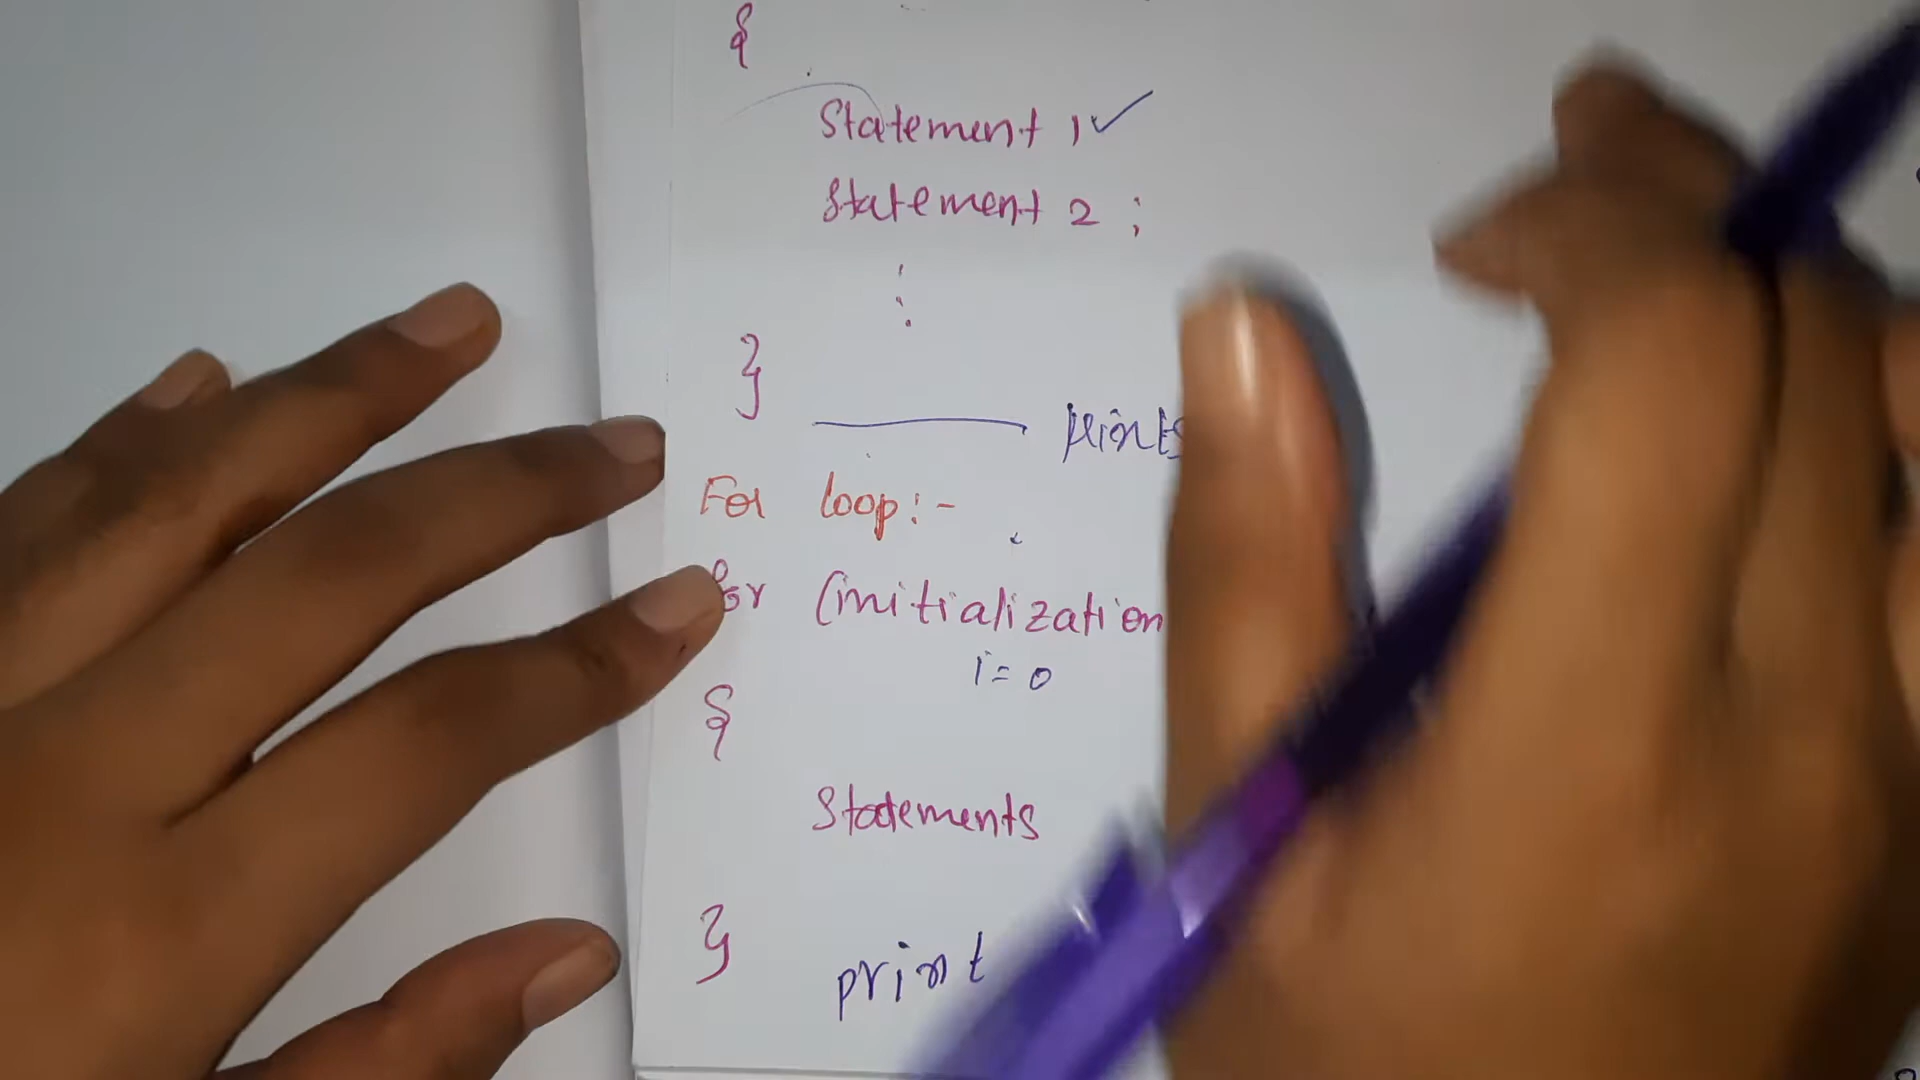 {
Statement 1
Statement 2 ;
}
For loop:-
for (initialization
i = 0
{
Statements
}
print